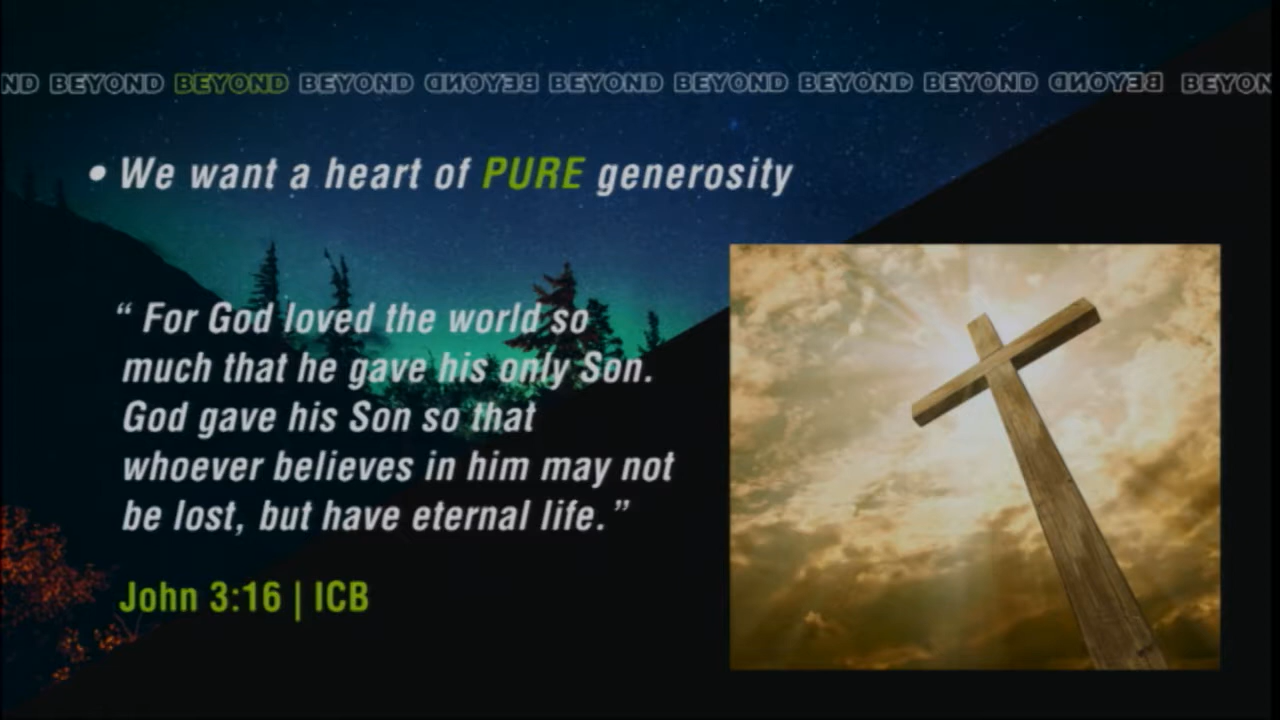 ND BEYOND BEYOND BEYOND BEYOND BEYOND BEYOND BEYOND BEYOND BEYOND BEYON
• We want a heart of PURE generosity
“ For God loved the world so
much that he gave his only Son.
God gave his Son so that
whoever believes in him may not
be lost, but have eternal life.”
John 3:16 | ICB